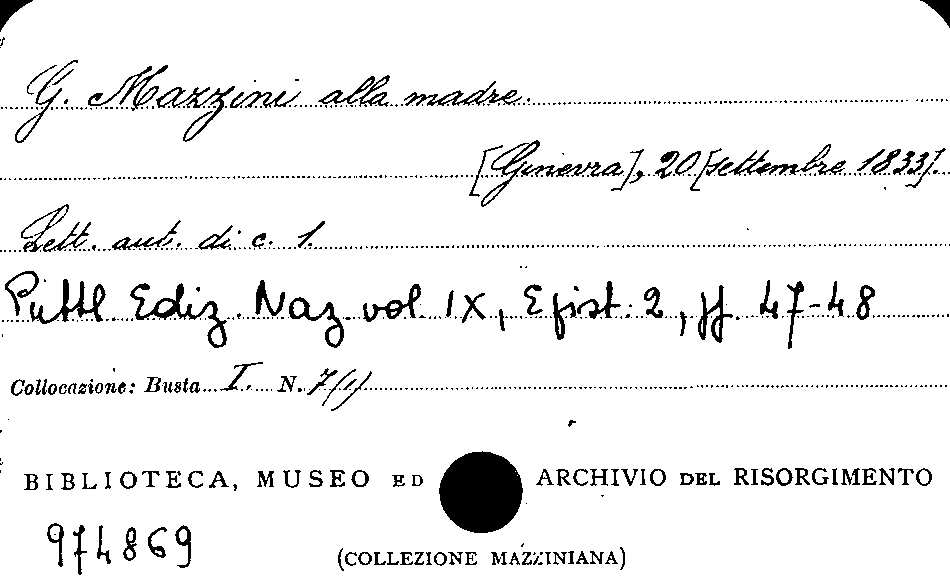 G. Mazzini alla madre.
[Ginevra], 20 [settembre 1833].
Lett. aut. di c. 1.
Pubbl. Ediz. Naz. vol. IX, Epist. 2, pp. 47-48
Collocazione: Busta I. N. 7(1)
BIBLIOTECA, MUSEO ED ARCHIVIO DEL RISORGIMENTO
974869
(COLLEZIONE MAZZINIANA)